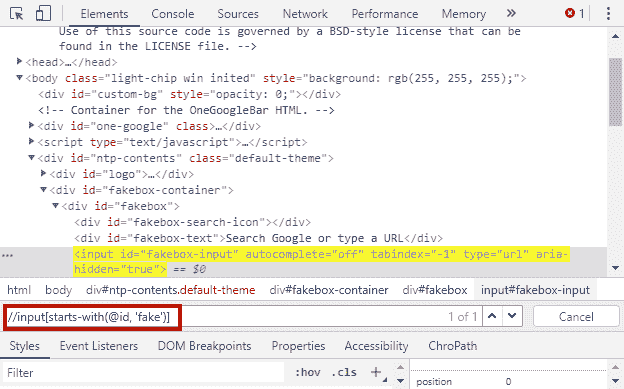 Elements Console Sources Network Performance Memory » 1
Use of this source code is governed by a BSD-style license that can be
found in the LICENSE file. -->
<head>…</head>
<body class="light-chip win inited" style="background: rgb(255, 255, 255);">
<div id="custom-bg" style="opacity: 0;"></div>
<!-- Container for the OneGoogleBar HTML. -->
<div id="one-google" class>…</div>
<script type="text/javascript">…</script>
<div id="ntp-contents" class="default-theme">
<div id="logo">…</div>
<div id="fakebox-container">
<div id="fakebox">
<div id="fakebox-search-icon"></div>
<div id="fakebox-text">Search Google or type a URL</div>
<input id="fakebox-input" autocomplete="off" tabindex="-1" type="url" aria-
hidden="true"> == $0
html body div#ntp-contents.default-theme div#fakebox-container div#fakebox input#fakebox-input
//input[starts-with(@id, 'fake')] 1 of 1 Cancel
Styles Event Listeners DOM Breakpoints Properties Accessibility ChroPath
Filter :hov .cls +
position 0